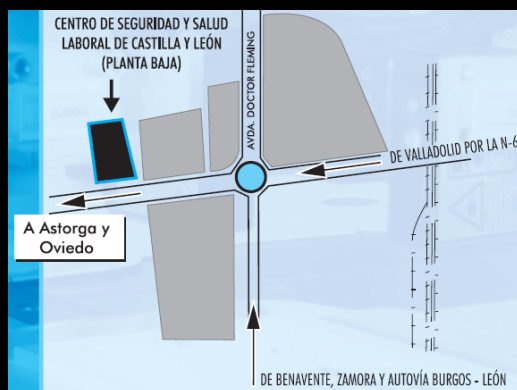 CENTRO DE SEGURIDAD Y SALUD
LABORAL DE CASTILLA Y LEÓN
(PLANTA BAJA)
AVDA. DOCTOR FLEMING
DE VALLADOLID POR LA N-6
A Astorga y
Oviedo
DE BENAVENTE, ZAMORA Y AUTOVÍA BURGOS - LEÓN